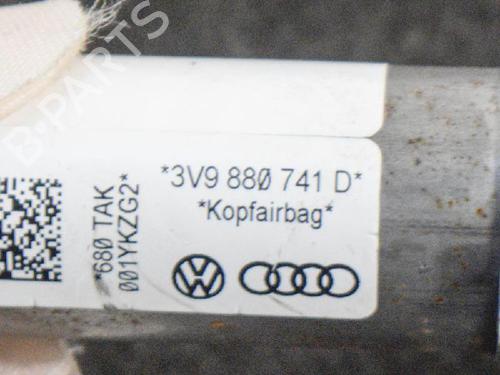 B-PARTS
*3V9 880 741 D*
*Kopfairbag*
*680 TAK
001YKZG2*